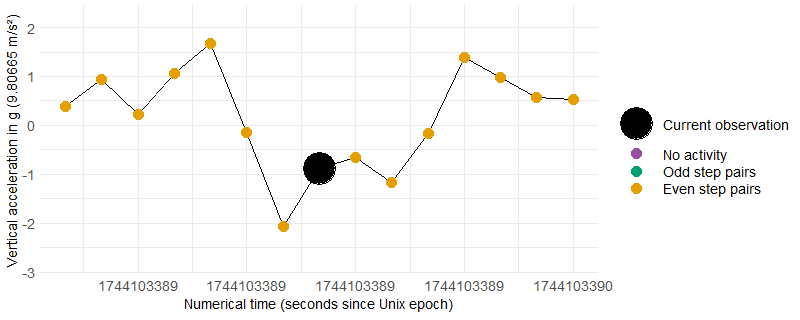 Vertical acceleration in g (9.80665 m/s²)
2
1
0
-1
-2
-3
1744103389
1744103389
1744103389
1744103389
1744103390
Numerical time (seconds since Unix epoch)
Current observation
No activity
Odd step pairs
Even step pairs